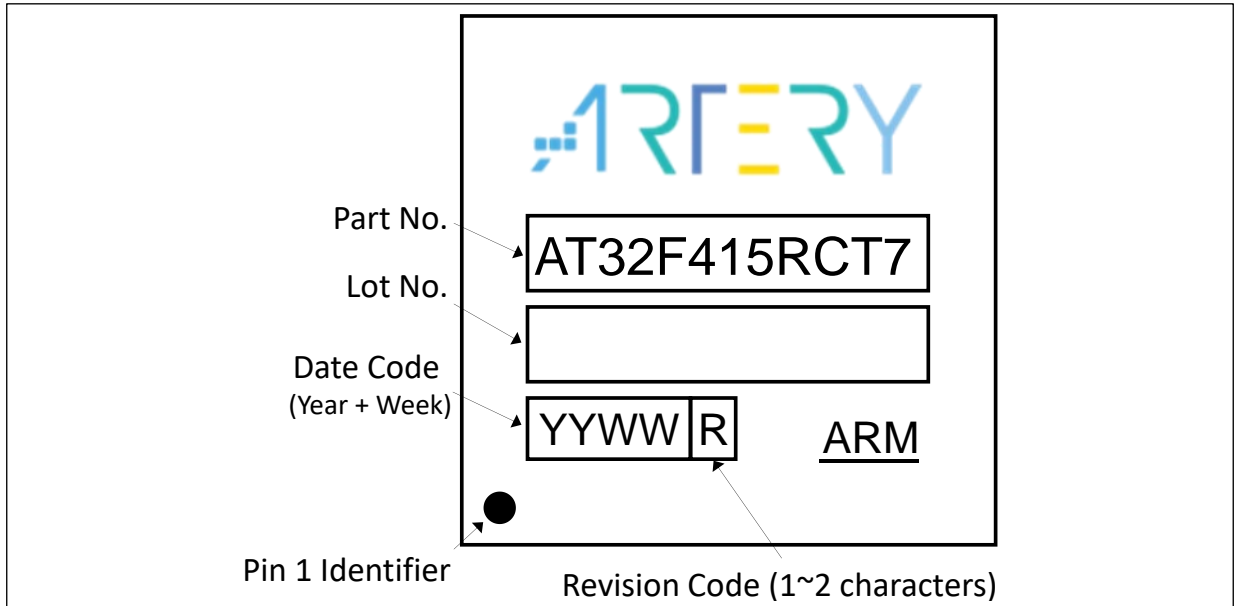 ARTERY
Part No.
AT32F415RCT7
Lot No.
Date Code
(Year + Week)
YYWW R
ARM
Pin 1 Identifier
Revision Code (1~2 characters)